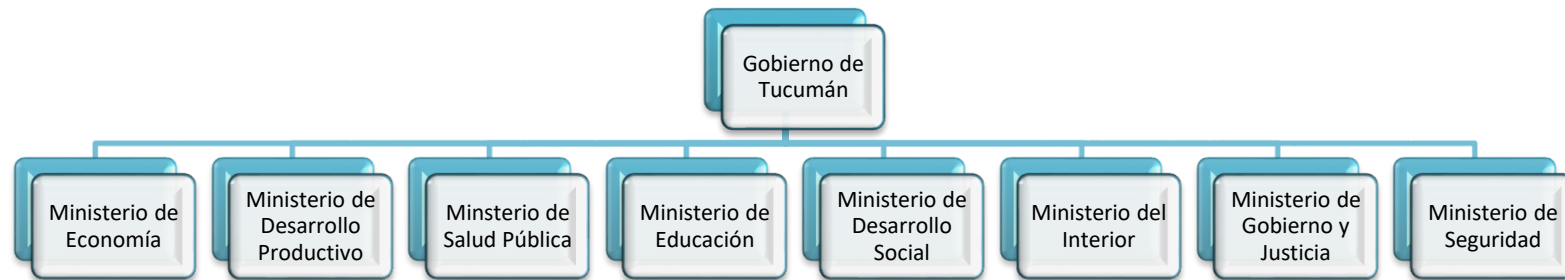 Gobierno de
Tucumán
Ministerio de
Economía
Ministerio de
Desarrollo
Productivo
Minsterio de
Salud Pública
Ministerio de
Educación
Ministerio de
Desarrollo
Social
Ministerio del
Interior
Ministerio de
Gobierno y
Justicia
Ministerio de
Seguridad